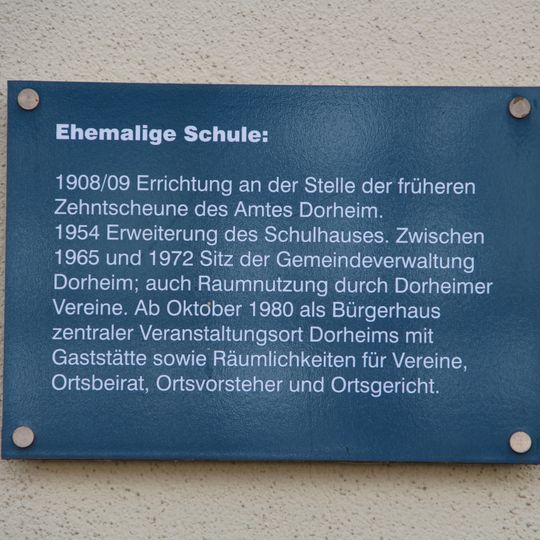 Ehemalige Schule:
1908/09 Errichtung an der Stelle der früheren
Zehntscheune des Amtes Dorheim.
1954 Erweiterung des Schulhauses. Zwischen
1965 und 1972 Sitz der Gemeindeverwaltung
Dorheim; auch Raumnutzung durch Dorheimer
Vereine. Ab Oktober 1980 als Bürgerhaus
zentraler Veranstaltungsort Dorheims mit
Gaststätte sowie Räumlichkeiten für Vereine,
Ortsbeirat, Ortsvorsteher und Ortsgericht.